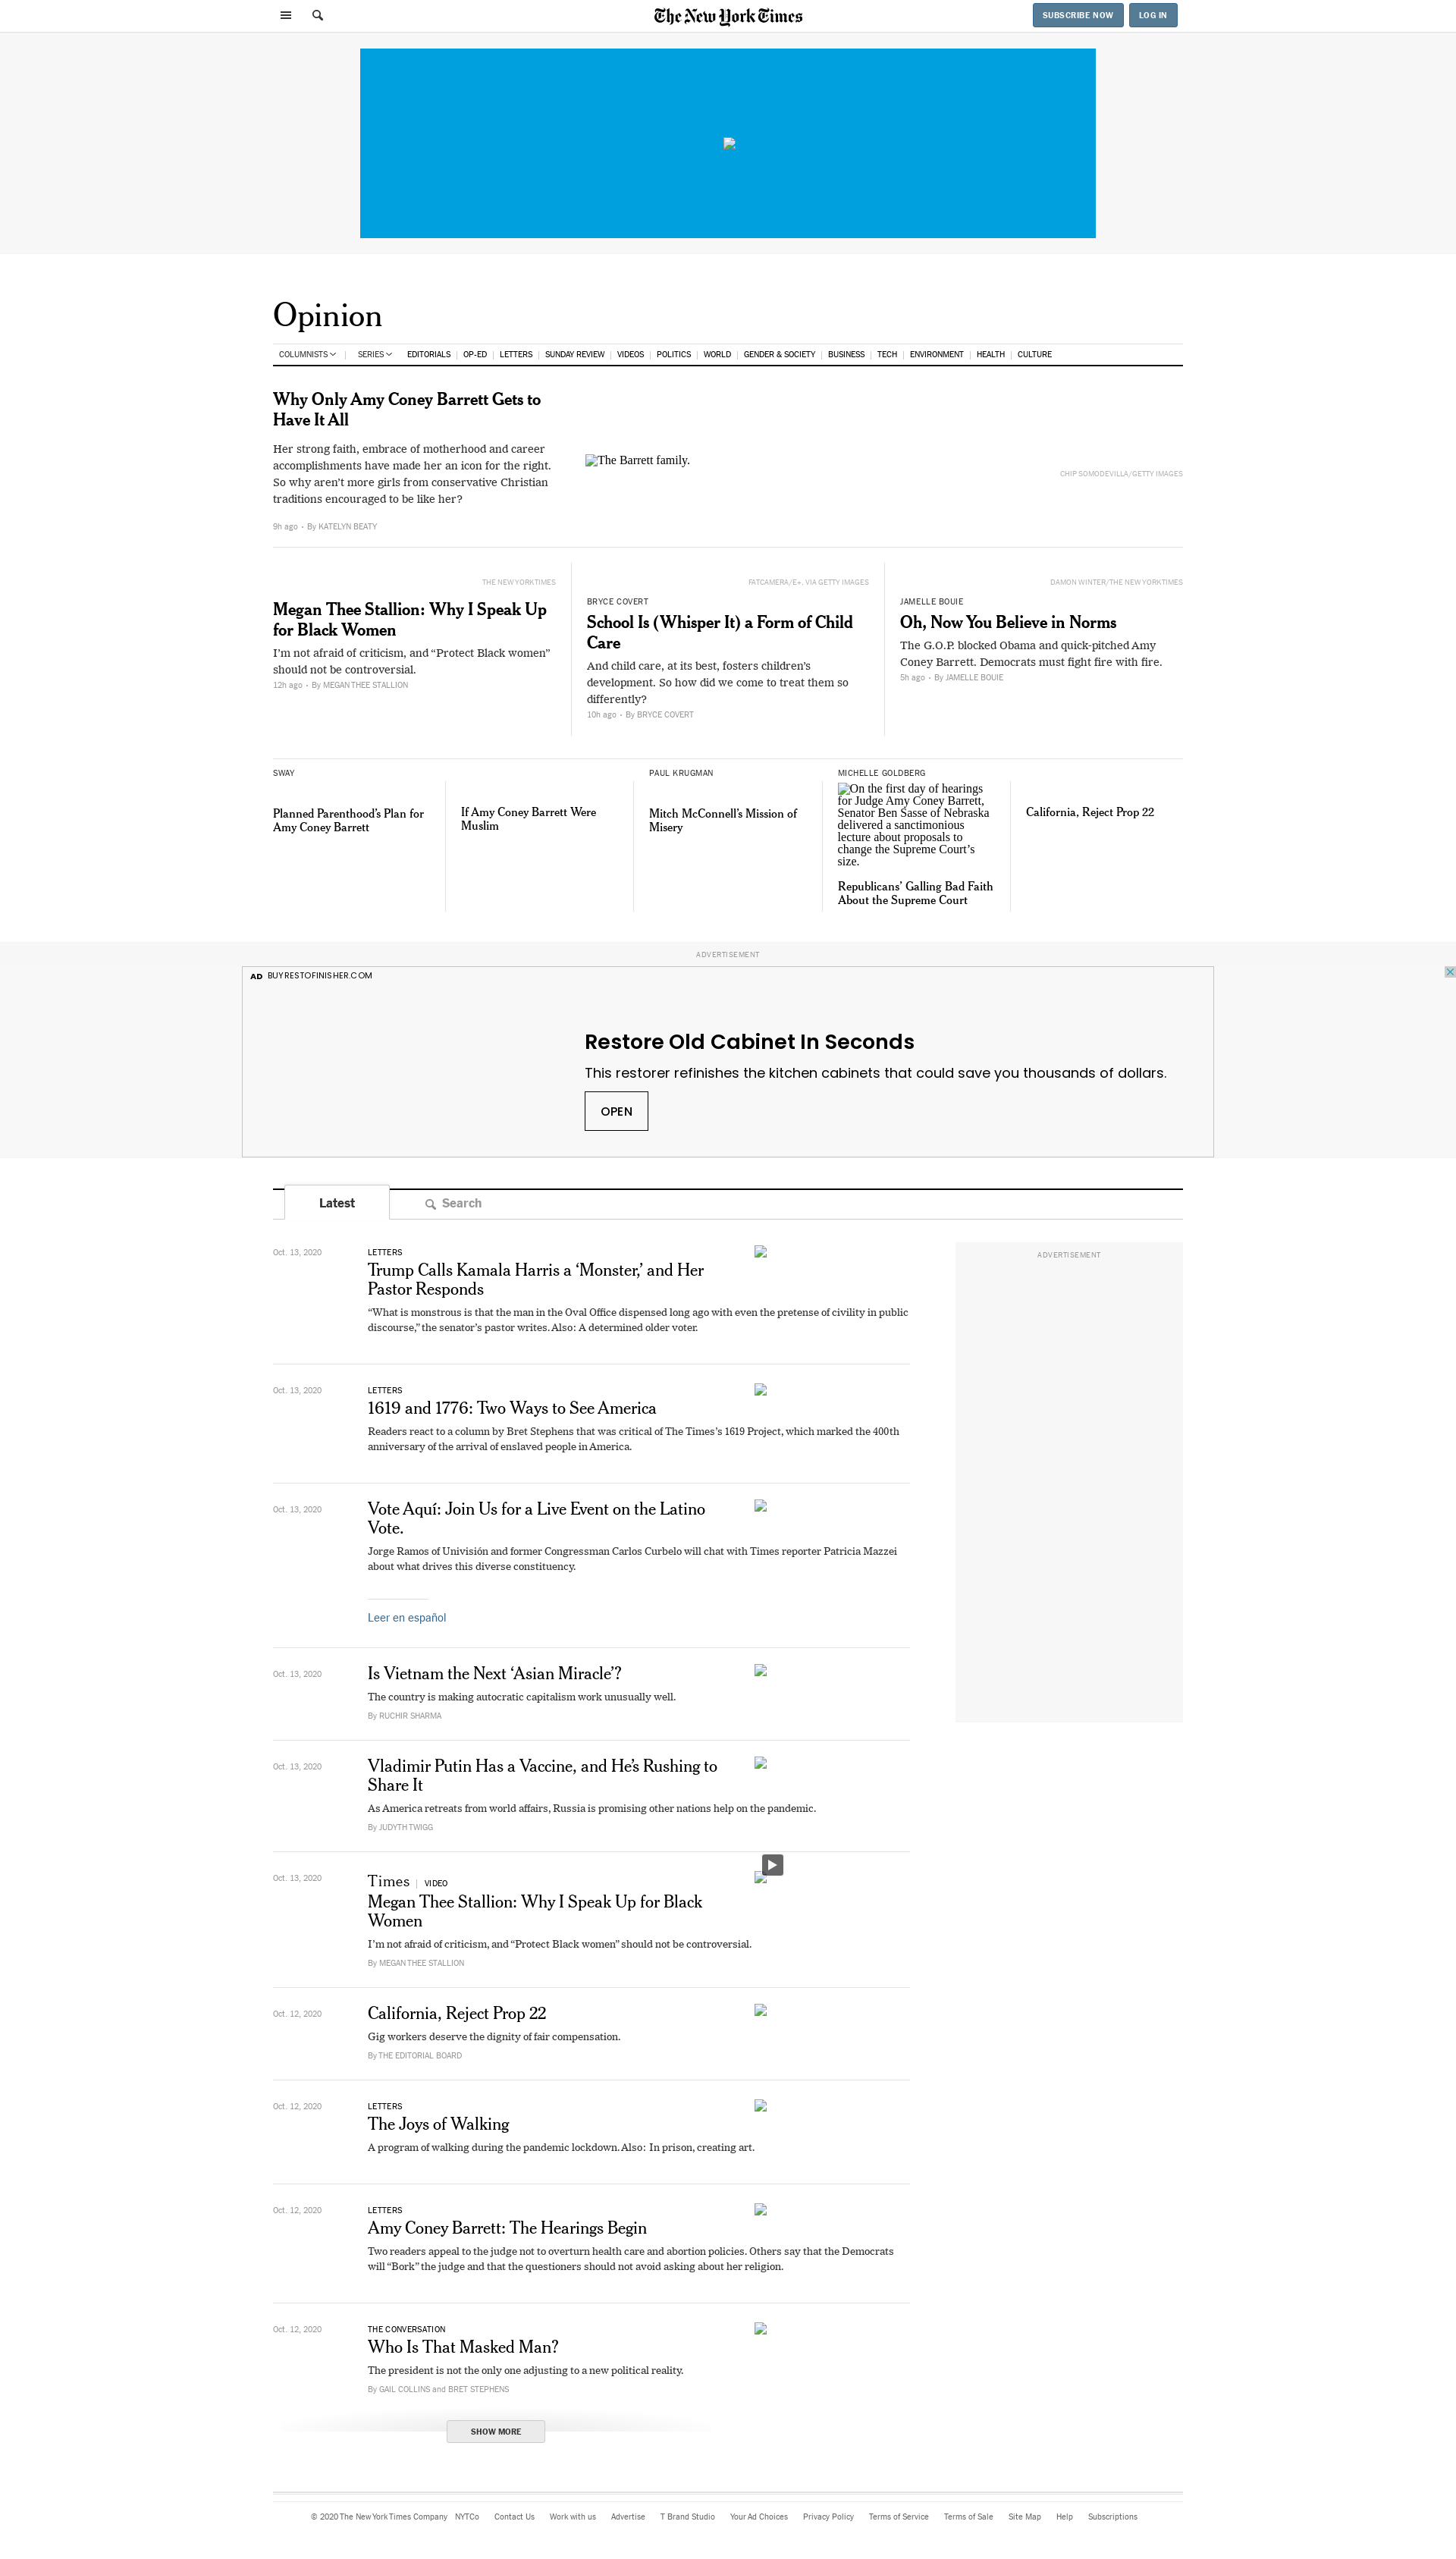 The New York Times
SUBSCRIBE NOW
LOG IN
Opinion
COLUMNISTS
SERIES
EDITORIALS
OP-ED
LETTERS
SUNDAY REVIEW
VIDEOS
POLITICS
WORLD
GENDER & SOCIETY
BUSINESS
TECH
ENVIRONMENT
HEALTH
CULTURE
Why Only Amy Coney Barrett Gets to
Have It All
Her strong faith, embrace of motherhood and career
accomplishments have made her an icon for the right.
So why aren't more girls from conservative Christian
traditions encouraged to be like her?
9h ago • By KATELYN BEATY
The Barrett family.
CHIP SOMODEVILLA/GETTY IMAGES
THE NEW YORK TIMES
Megan Thee Stallion: Why I Speak Up
for Black Women
I'm not afraid of criticism, and “Protect Black women”
should not be controversial.
12h ago • By MEGAN THEE STALLION
FATCAMERA/E+, VIA GETTY IMAGES
BRYCE COVERT
School Is (Whisper It) a Form of Child
Care
And child care, at its best, fosters children's
development. So how did we come to treat them so
differently?
10h ago • By BRYCE COVERT
DAMON WINTER/THE NEW YORK TIMES
JAMELLE BOUIE
Oh, Now You Believe in Norms
The G.O.P. blocked Obama and quick-pitched Amy
Coney Barrett. Democrats must fight fire with fire.
5h ago • By JAMELLE BOUIE
SWAY
Planned Parenthood’s Plan for
Amy Coney Barrett
If Amy Coney Barrett Were
Muslim
PAUL KRUGMAN
Mitch McConnell’s Mission of
Misery
MICHELLE GOLDBERG
On the first day of hearings
for Judge Amy Coney Barrett,
Senator Ben Sasse of Nebraska
delivered a sanctimonious
lecture about proposals to
change the Supreme Court’s
size.
Republicans’ Galling Bad Faith
About the Supreme Court
California, Reject Prop 22
ADVERTISEMENT
AD BUYRESTOFINISHER.COM
Restore Old Cabinet In Seconds
This restorer refinishes the kitchen cabinets that could save you thousands of dollars.
OPEN
Latest
Search
ADVERTISEMENT
Oct. 13, 2020
LETTERS
Trump Calls Kamala Harris a ‘Monster,’ and Her
Pastor Responds
“What is monstrous is that the man in the Oval Office dispensed long ago with even the pretense of civility in public
discourse,” the senator’s pastor writes. Also: A determined older voter.
Oct. 13, 2020
LETTERS
1619 and 1776: Two Ways to See America
Readers react to a column by Bret Stephens that was critical of The Times’s 1619 Project, which marked the 400th
anniversary of the arrival of enslaved people in America.
Oct. 13, 2020
Vote Aquí: Join Us for a Live Event on the Latino
Vote.
Jorge Ramos of Univisión and former Congressman Carlos Curbelo will chat with Times reporter Patricia Mazzei
about what drives this diverse constituency.
Leer en español
Oct. 13, 2020
Is Vietnam the Next ‘Asian Miracle’?
The country is making autocratic capitalism work unusually well.
By RUCHIR SHARMA
Oct. 13, 2020
Vladimir Putin Has a Vaccine, and He’s Rushing to
Share It
As America retreats from world affairs, Russia is promising other nations help on the pandemic.
By JUDYTH TWIGG
Oct. 13, 2020
Times | VIDEO
Megan Thee Stallion: Why I Speak Up for Black
Women
I’m not afraid of criticism, and “Protect Black women” should not be controversial.
By MEGAN THEE STALLION
Oct. 12, 2020
California, Reject Prop 22
Gig workers deserve the dignity of fair compensation.
By THE EDITORIAL BOARD
Oct. 12, 2020
LETTERS
The Joys of Walking
A program of walking during the pandemic lockdown. Also: In prison, creating art.
Oct. 12, 2020
LETTERS
Amy Coney Barrett: The Hearings Begin
Two readers appeal to the judge not to overturn health care and abortion policies. Others say that the Democrats
will “Bork” the judge and that the questioners should not avoid asking about her religion.
Oct. 12, 2020
THE CONVERSATION
Who Is That Masked Man?
The president is not the only one adjusting to a new political reality.
By GAIL COLLINS and BRET STEPHENS
SHOW MORE
© 2020 The New York Times Company
NYTCo
Contact Us
Work with us
Advertise
T Brand Studio
Your Ad Choices
Privacy Policy
Terms of Service
Terms of Sale
Site Map
Help
Subscriptions